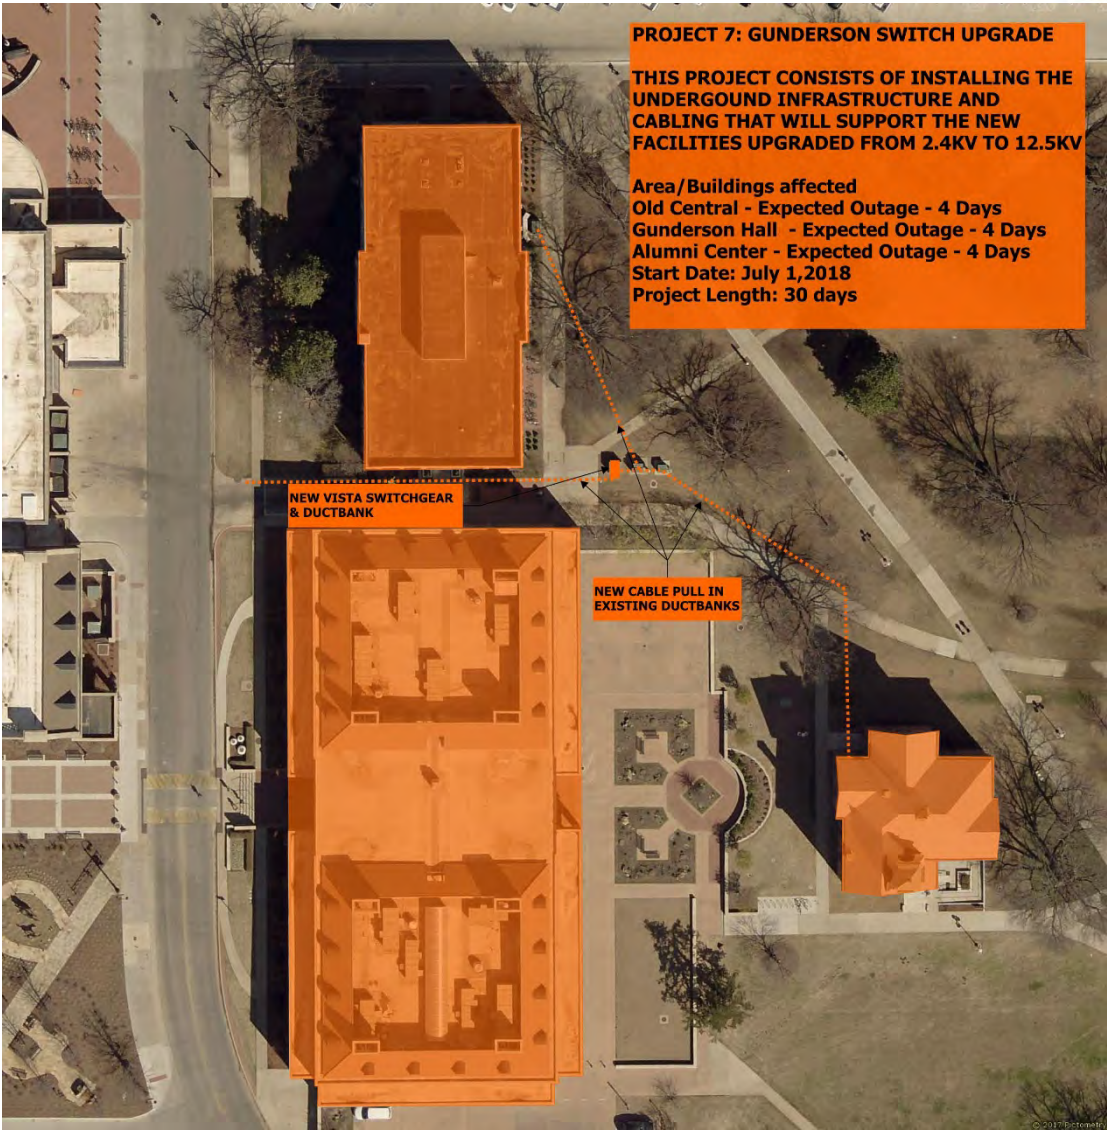 PROJECT 7: GUNDERSON SWITCH UPGRADE
THIS PROJECT CONSISTS OF INSTALLING THE
UNDERGOUND INFRASTRUCTURE AND
CABLING THAT WILL SUPPORT THE NEW
FACILITIES UPGRADED FROM 2.4KV TO 12.5KV
Area/Buildings affected
Old Central - Expected Outage - 4 Days
Gunderson Hall - Expected Outage - 4 Days
Alumni Center - Expected Outage - 4 Days
Start Date: July 1,2018
Project Length: 30 days
NEW VISTA SWITCHGEAR
& DUCTBANK
NEW CABLE PULL IN
EXISTING DUCTBANKS
© 2017 Pictometry